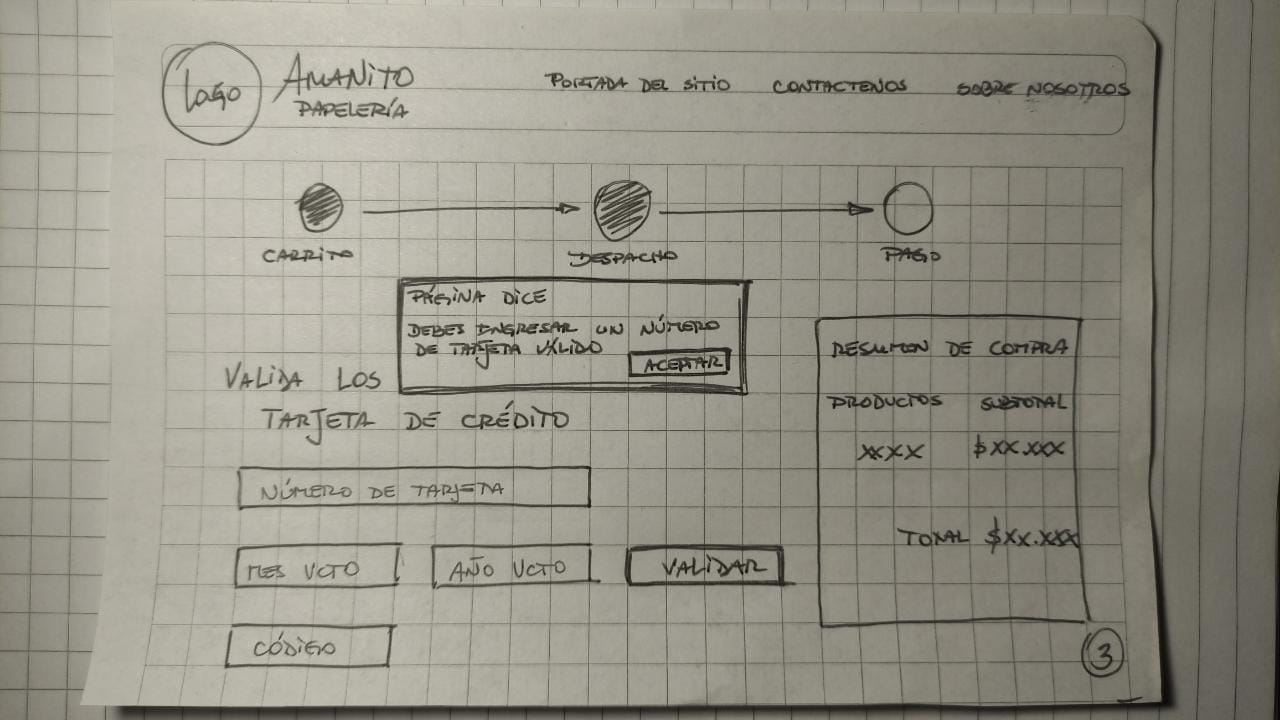 Logo
AMANITO
PAPELERÍA
PORTADA DEL SITIO CONTACTENOS SOBRE NOSOTROS
CARRITO DESPACHO PAGO
PÁGINA DICE
DEBES INGRESAR UN NÚMERO
DE TARJETA VÁLIDO
ACEPTAR
VALIDA LOS
TARJETA DE CRÉDITO
NÚMERO DE TARJETA
MES VCTO AÑO VCTO VALIDAR
CÓDIGO
RESUMEN DE COMPRA
PRODUCTOS SUBTOTAL
XXXX $XX.XXX
TOTAL $XX.XXX
3